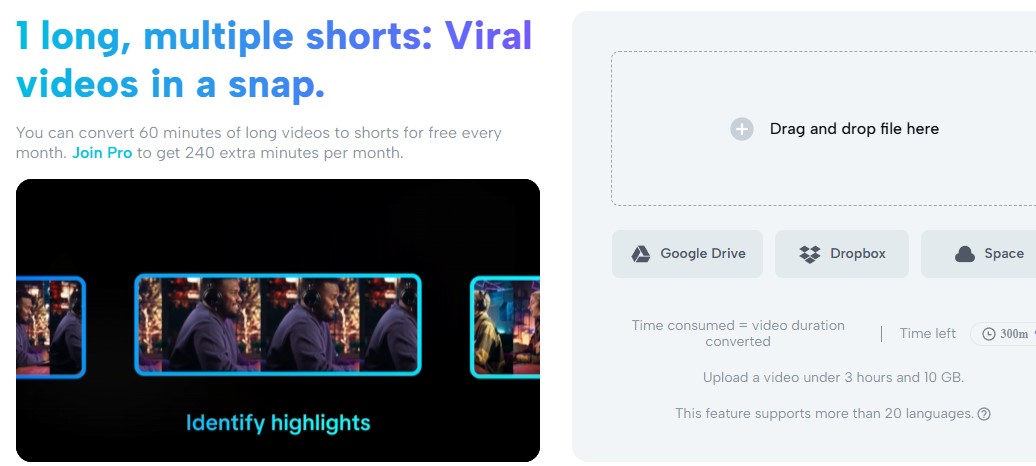 1 long, multiple shorts: Viral
videos in a snap.
You can convert 60 minutes of long videos to shorts for free every
month. Join Pro to get 240 extra minutes per month.
Identify highlights
Drag and drop file here
Google Drive
Dropbox
Space
Time consumed = video duration
converted
Time left
300m
Upload a video under 3 hours and 10 GB.
This feature supports more than 20 languages.